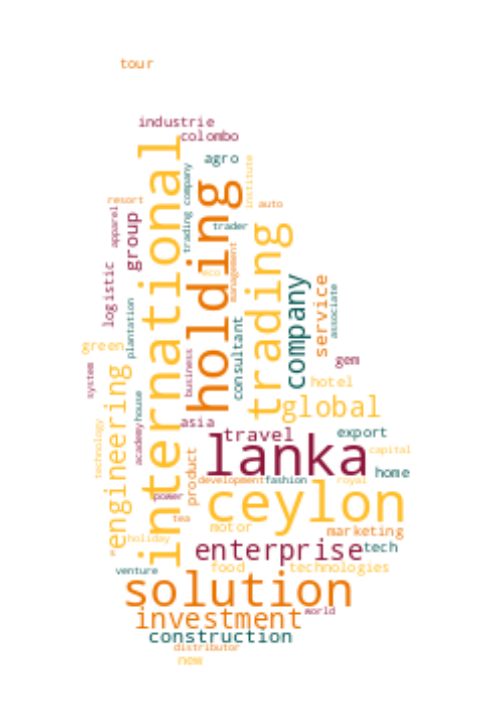 tour
industrie
colombo
agro
international
trading company
institute
holding
resort
auto
apparel
group
trader
trading
management
eco
logistic
company
service
associate
plantation
consultant
green
business
gem
system
hotel
engineering
house
global
technology
academy
asia
travel
export
lanka
capital
product
home
development
fashion
royal
ceylon
power
tea
motor
marketing
holiday
enterprise
tech
venture
food
technologies
solution
investment
world
construction
distributor
new